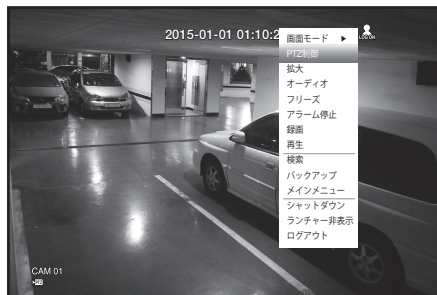 2015-01-01 01:10:2
LOG ON
画面モード ▶
PTZ制御
拡大
オーディオ
フリーズ
アラーム停止
録画
再生
検索
バックアップ
メインメニュー
シャットダウン
ランチャー非表示
ログアウト
CAM 01